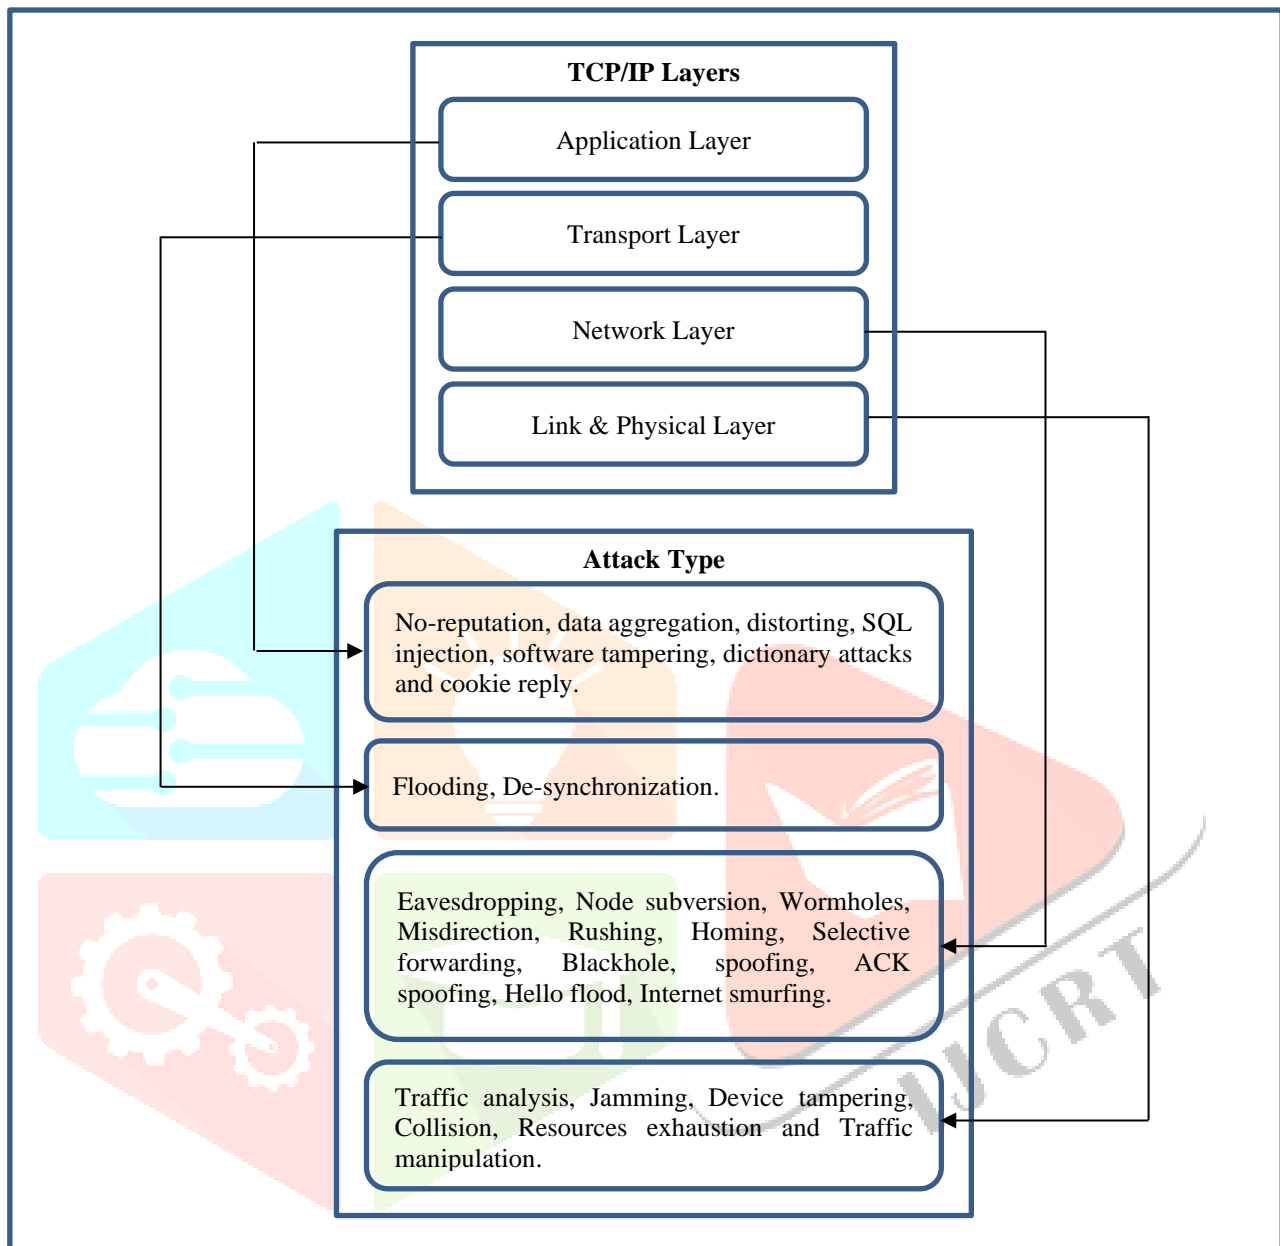 TCP/IP Layers
Application Layer
Transport Layer
Network Layer
Link & Physical Layer
Attack Type
No-reputation, data aggregation, distorting, SQL
injection, software tampering, dictionary attacks
and cookie reply.
Flooding, De-synchronization.
Eavesdropping, Node subversion, Wormholes,
Misdirection, Rushing, Homing, Selective
forwarding, Blackhole, spoofing, ACK
spoofing, Hello flood, Internet smurfing.
Traffic analysis, Jamming, Device tampering,
Collision, Resources exhaustion and Traffic
manipulation.
IJCRT